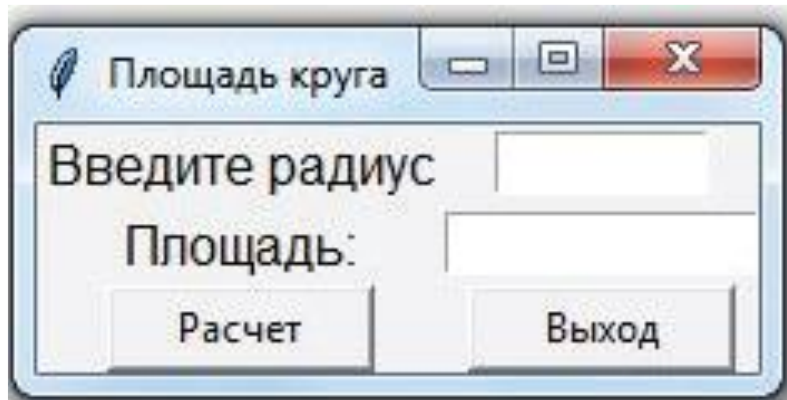 Площадь круга
Введите радиус
Площадь:
Расчет Выход